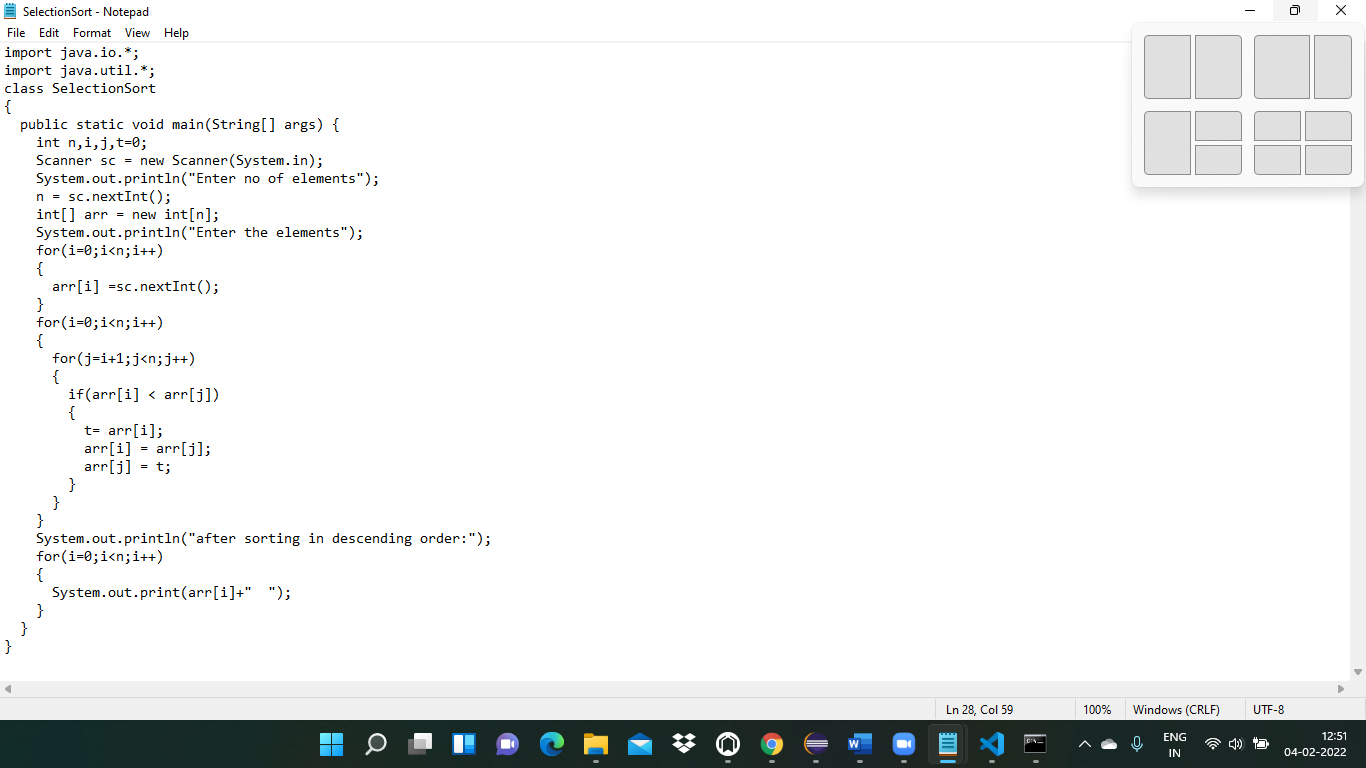 SelectionSort - Notepad
File Edit Format View Help
import java.io.*;
import java.util.*;
class SelectionSort
{
  public static void main(String[] args) {
    int n,i,j,t=0;
    Scanner sc = new Scanner(System.in);
    System.out.println("Enter no of elements");
    n = sc.nextInt();
    int[] arr = new int[n];
    System.out.println("Enter the elements");
    for(i=0;i<n;i++)
    {
      arr[i] =sc.nextInt();
    }
    for(i=0;i<n;i++)
    {
      for(j=i+1;j<n;j++)
      {
        if(arr[i] < arr[j])
        {
          t= arr[i];
          arr[i] = arr[j];
          arr[j] = t;
        }
      }
    }
    System.out.println("after sorting in descending order:");
    for(i=0;i<n;i++)
    {
      System.out.print(arr[i]+"  ");
    }
  }
}
Ln 28, Col 59 100% Windows (CRLF) UTF-8
ENG 12:51
IN 04-02-2022